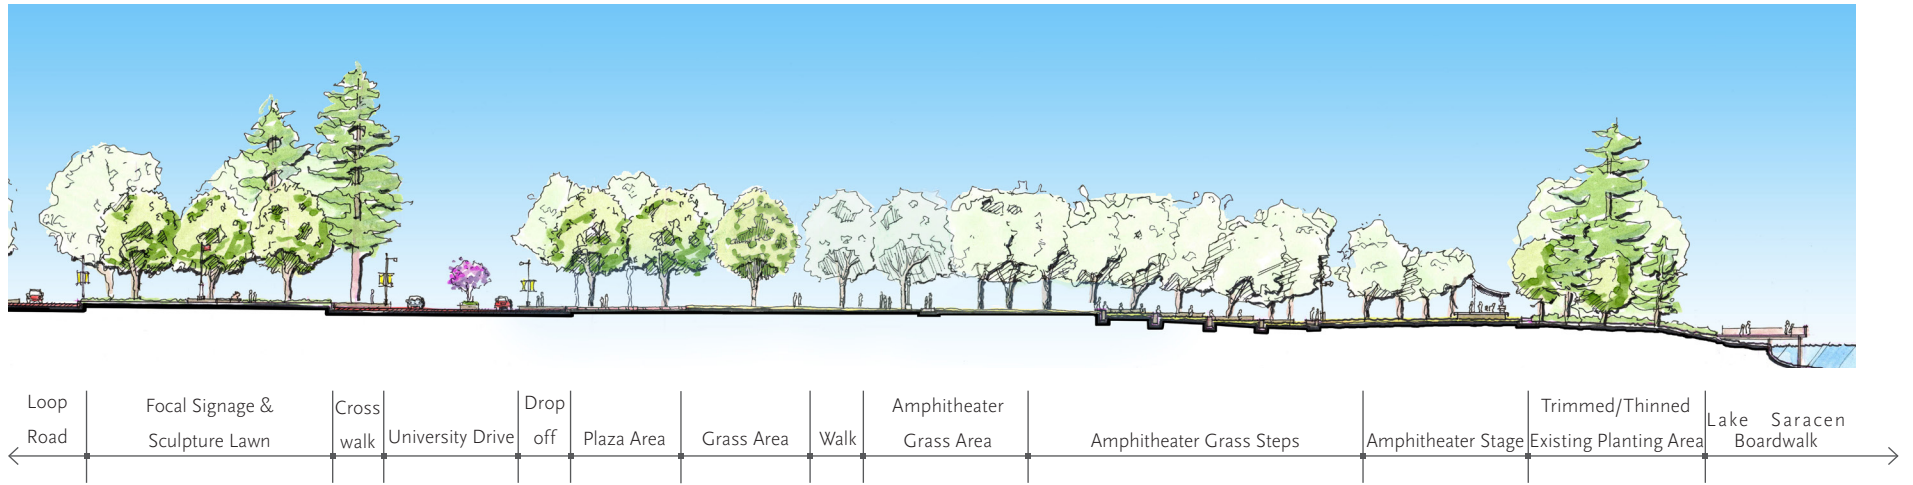 Loop
Road
Focal Signage &
Sculpture Lawn
Cross
walk
University Drive
Drop
off
Plaza Area
Grass Area
Walk
Amphitheater
Grass Area
Amphitheater Grass Steps
Amphitheater Stage
Trimmed/Thinned
Existing Planting Area
Lake Saracen
Boardwalk